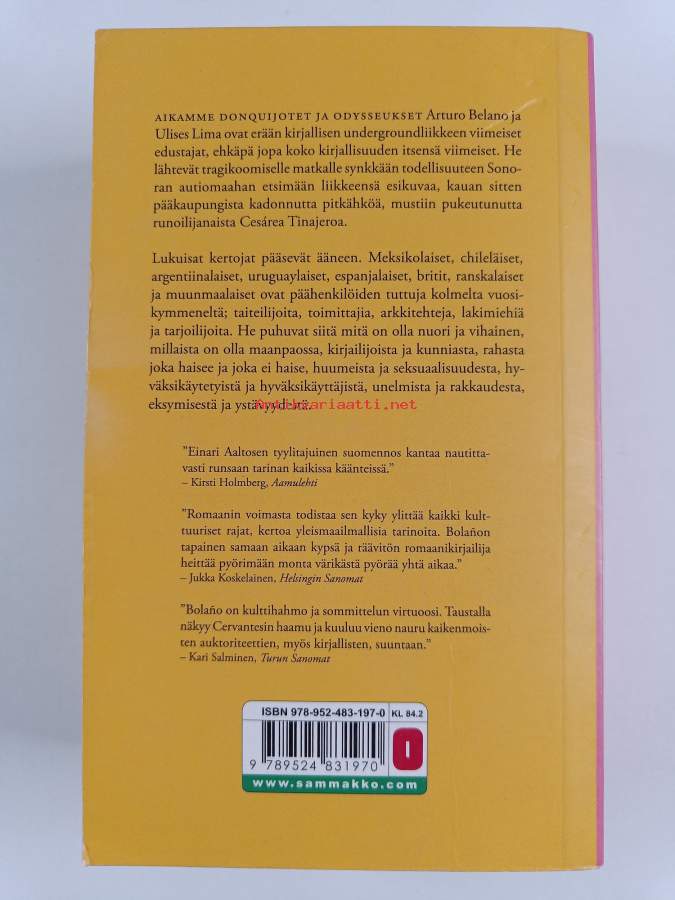 AIKAMME DONQUIJOTET JA ODYSSEUKSET Arturo Belano ja
Ulises Lima ovat erään kirjallisen undergroundliikkeen viimeiset
edustajat, ehkäpä jopa koko kirjallisuuden itsensä viimeiset. He
lähtevät tragikoomiselle matkalle synkkään todellisuuteen Sono-
ran autiomaahan etsimään liikkeensä esikuvaa, kauan sitten
pääkaupungista kadonnutta pitkähköä, mustiin pukeutunutta
runoilijanaista Cesárea Tinajeroa.
Lukuisat kertojat pääsevät ääneen. Meksikolaiset, chileläiset,
argentiinalaiset, uruguaylaiset, espanjalaiset, britit, ranskalaiset
ja muunmaalaiset ovat päähenkilöiden tuttuja kolmelta vuosi-
kymmeneltä; taiteilijoita, toimittajia, arkkitehteja, lakimiehiä
ja tarjoilijoita. He puhuvat siitä mitä on olla nuori ja vihainen,
millaista on olla maanpaossa, kirjailijoista ja kunniasta, rahasta
joka haisee ja joka ei haise, huumeista ja seksuaalisuudesta, hy-
väksikäytetyistä ja hyväksikäyttäjistä, unelmista ja rakkaudesta,
eksymisestä ja ystävyydestä.
Antikvariaatti.net
"Einari Aaltosen tyylitajuinen suomennos kantaa nautitta-
vasti runsaan tarinan kaikissa käänteissä."
– Kirsti Holmberg, Aamulehti
"Romaanin voimasta todistaa sen kyky ylittää kaikki kult-
tuuriset rajat, kertoa yleismaailmallisia tarinoita. Bolañon
tapainen samaan aikaan kypsä ja räävitön romaanikirjailija
heittää pyörimään monta värikästä pyörää yhtä aikaa."
– Jukka Koskelainen, Helsingin Sanomat
"Bolaño on kulttihahmo ja sommittelun virtuoosi. Taustalla
näkyy Cervantesin haamu ja kuuluu vieno nauru kaikenmois-
ten auktoriteettien, myös kirjallisten, suuntaan."
– Kari Salminen, Turun Sanomat
ISBN 978-952-483-197-0 KL 84.2
9 789524 831970
www.sammakko.com